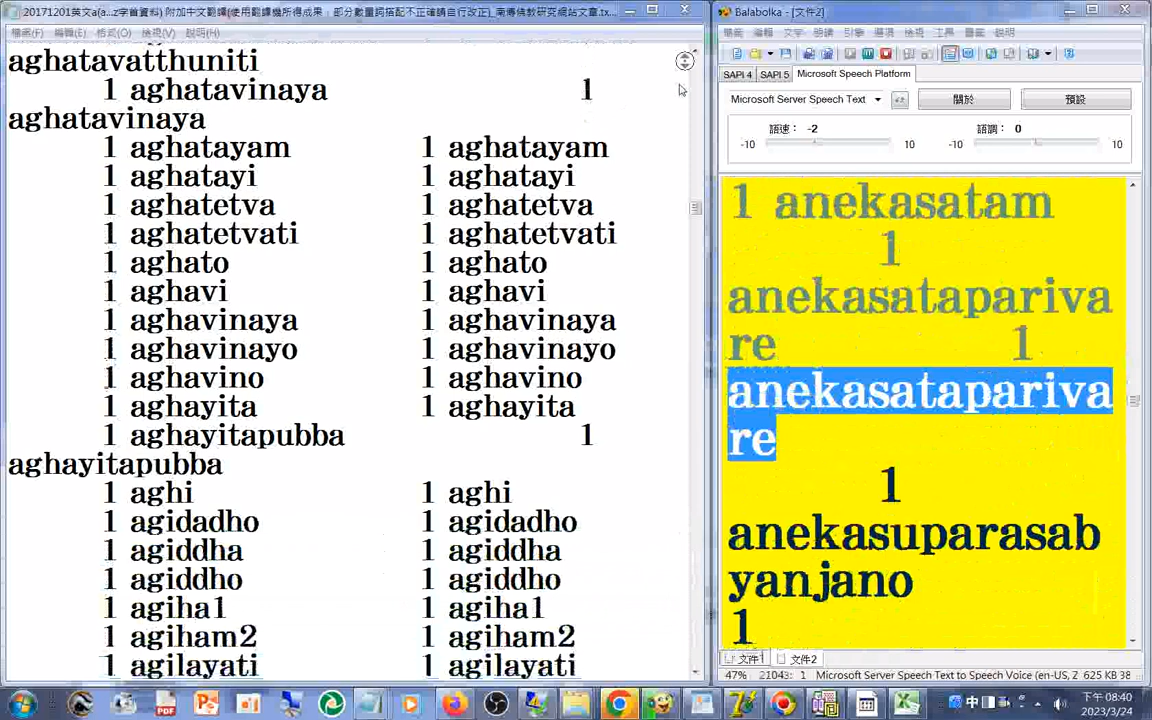 20171201英文a(a...z字首資料) 附加中文翻譯(使用翻譯機所得成果：部分數量詞搭配不正確請自行改正)_南傳佛教研究網站文章.tx...
檔案(F) 編輯(E) 格式(O) 檢視(V) 說明(H)
aghatavatthuniti
1 aghatavinaya 1
aghatavinaya
1 aghatayam 1 aghatayam
1 aghatayi 1 aghatayi
1 aghatetva 1 aghatetva
1 aghatetvati 1 aghatetvati
1 aghato 1 aghato
1 aghavi 1 aghavi
1 aghavinaya 1 aghavinaya
1 aghavinayo 1 aghavinayo
1 aghavino 1 aghavino
1 aghayita 1 aghayita
1 aghayitapubba 1
aghayitapubba
1 aghi 1 aghi
1 agidadho 1 agidadho
1 agiddha 1 agiddha
1 agiddho 1 agiddho
1 agiha1 1 agiha1
1 agiham2 1 agiham2
1 agilayati 1 agilayati
Balabolka - [文件2]
檔案 編輯 文字 朗讀 引擎 選項 檢視 工具 書籤 說明
SAPI 4 SAPI 5 Microsoft Speech Platform
Microsoft Server Speech Text 關於 預設
語速： -2 語調： 0
-10 10 -10 10
1 anekasatam
1
anekasatapariva
re 1
anekasatapariva
re
1
anekasuparasab
yanjano
1
文件1 文件2
47% 21043: 1 Microsoft Server Speech Text to Speech Voice (en-US, Z 625 KB 38
中
下午 08:40
2023/3/24